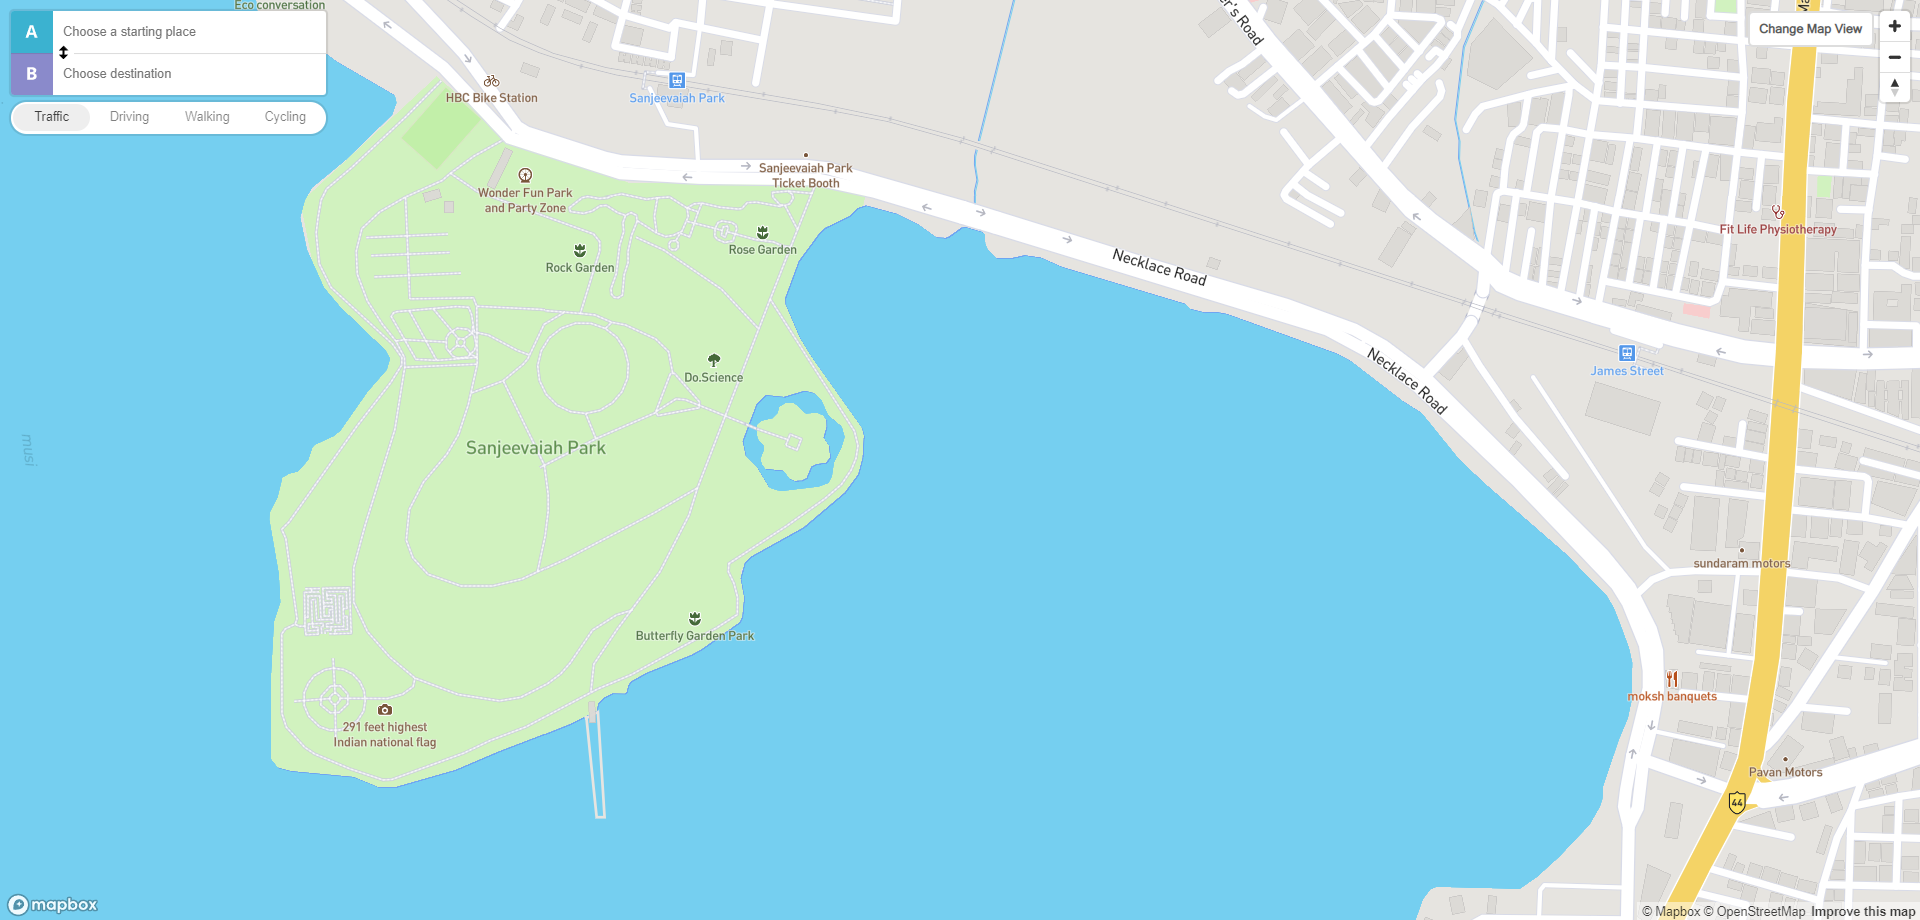 Eco conversation
A
Choose a starting place
B
Choose destination
Traffic
Driving
Walking
Cycling
Change Map View
HBC Bike Station
Sanjeevaiah Park
Sanjeevaiah Park
Ticket Booth
Wonder Fun Park
and Party Zone
Rose Garden
Rock Garden
Fit Life Physiotherapy
Necklace Road
Necklace Road
James Street
Do.Science
Sanjeevaiah Park
musi
sundaram motors
Butterfly Garden Park
moksh banquets
291 feet highest
Indian national flag
Pavan Motors
44
mapbox
© Mapbox © OpenStreetMap Improve this map